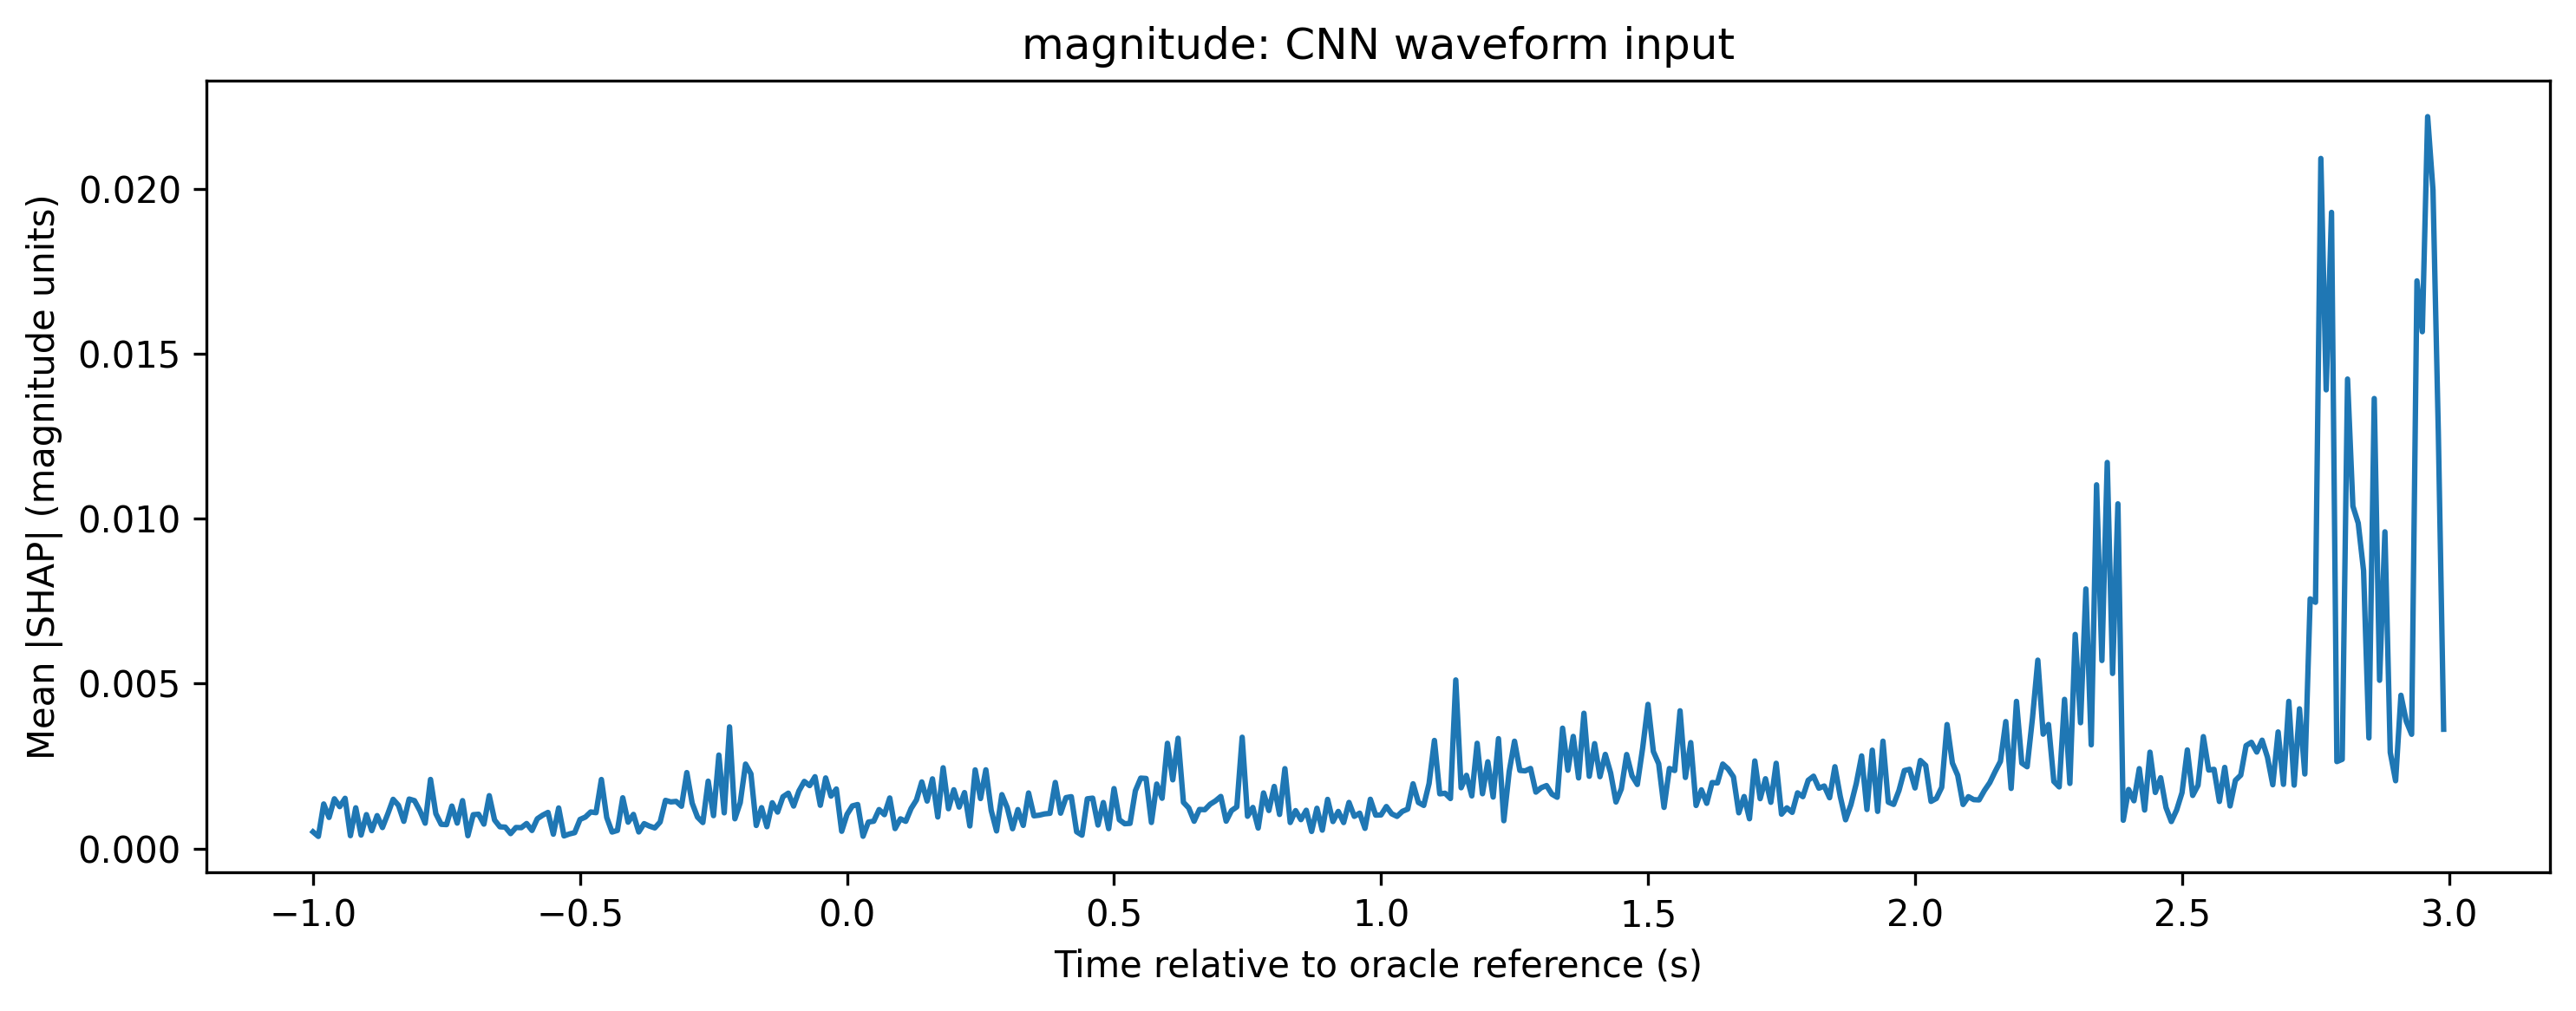 magnitude: CNN waveform input
Mean |SHAP| (magnitude units)
0.020
0.015
0.010
0.005
0.000
−1.0 −0.5 0.0 0.5 1.0 1.5 2.0 2.5 3.0
Time relative to oracle reference (s)